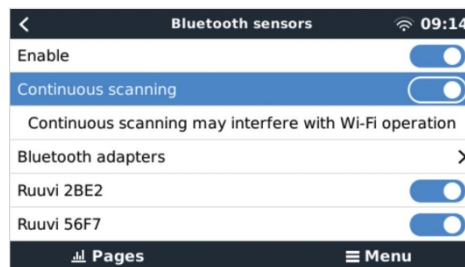 Bluetooth sensors 09:14
Enable
Continuous scanning
Continuous scanning may interfere with Wi-Fi operation
Bluetooth adapters
Ruuvi 2BE2
Ruuvi 56F7
Pages Menu